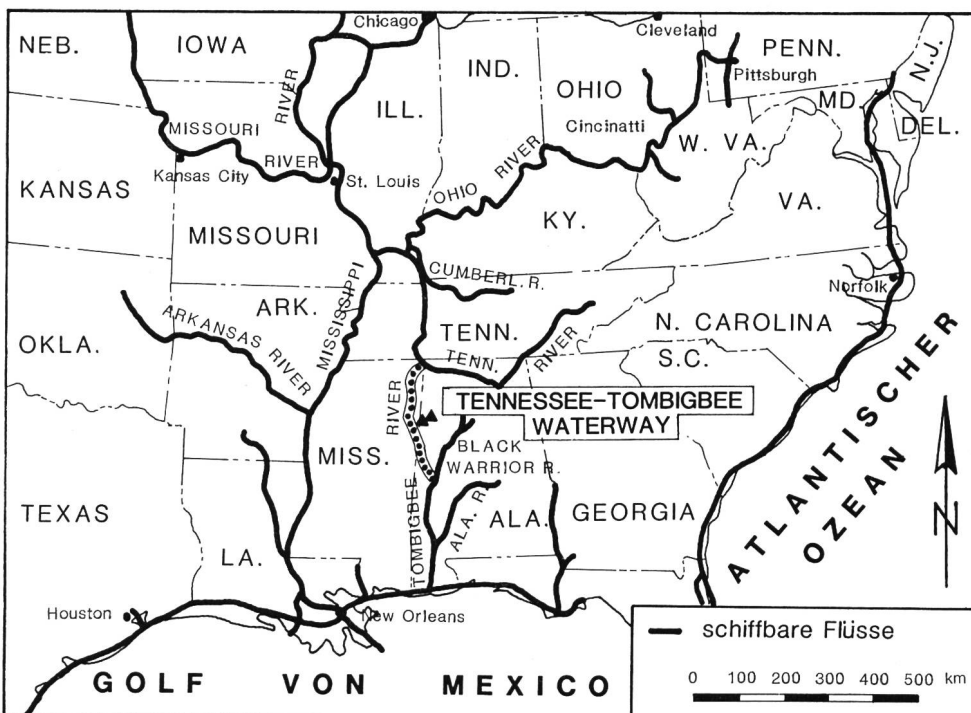 Chicago
Cleveland
NEB.
IOWA
IND.
PENN.
N.J.
Pittsburgh
OHIO
RIVER
ILL.
MD.
DEL.
MISSOURI
RIVER
Cincinatti
W. VA.
Kansas City
St. Louis
OHIO RIVER
KANSAS
VA.
MISSOURI
KY.
CUMBERL. R.
Norfolk
ARK.
MISSISSIPPI
ARKANSAS RIVER
TENN.
N. CAROLINA
OKLA.
TENN. RIVER
S.C.
TENNESSEE-TOMBIGBEE
WATERWAY
RIVER
MISS.
BLACK
WARRIOR R.
TOMBIGBEE
ALA. R.
ALA.
GEORGIA
TEXAS
LA.
ATLANTISCHER
OZEAN
N
Houston
New Orleans
GOLF VON MEXICO
schiffbare Flüsse
0 100 200 300 400 500 km